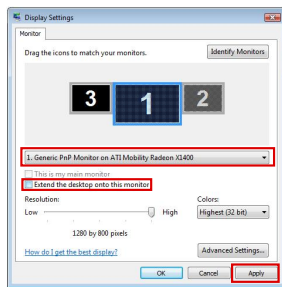 Display Settings
Monitor
Drag the icons to match your monitors.
Identify Monitors
3 1 2
1. Generic PnP Monitor on ATI Mobility Radeon X1400
This is my main monitor
Extend the desktop onto this monitor
Resolution:
Colors:
Low High
Highest (32 bit)
1280 by 800 pixels
How do I get the best display?
Advanced Settings...
OK Cancel Apply